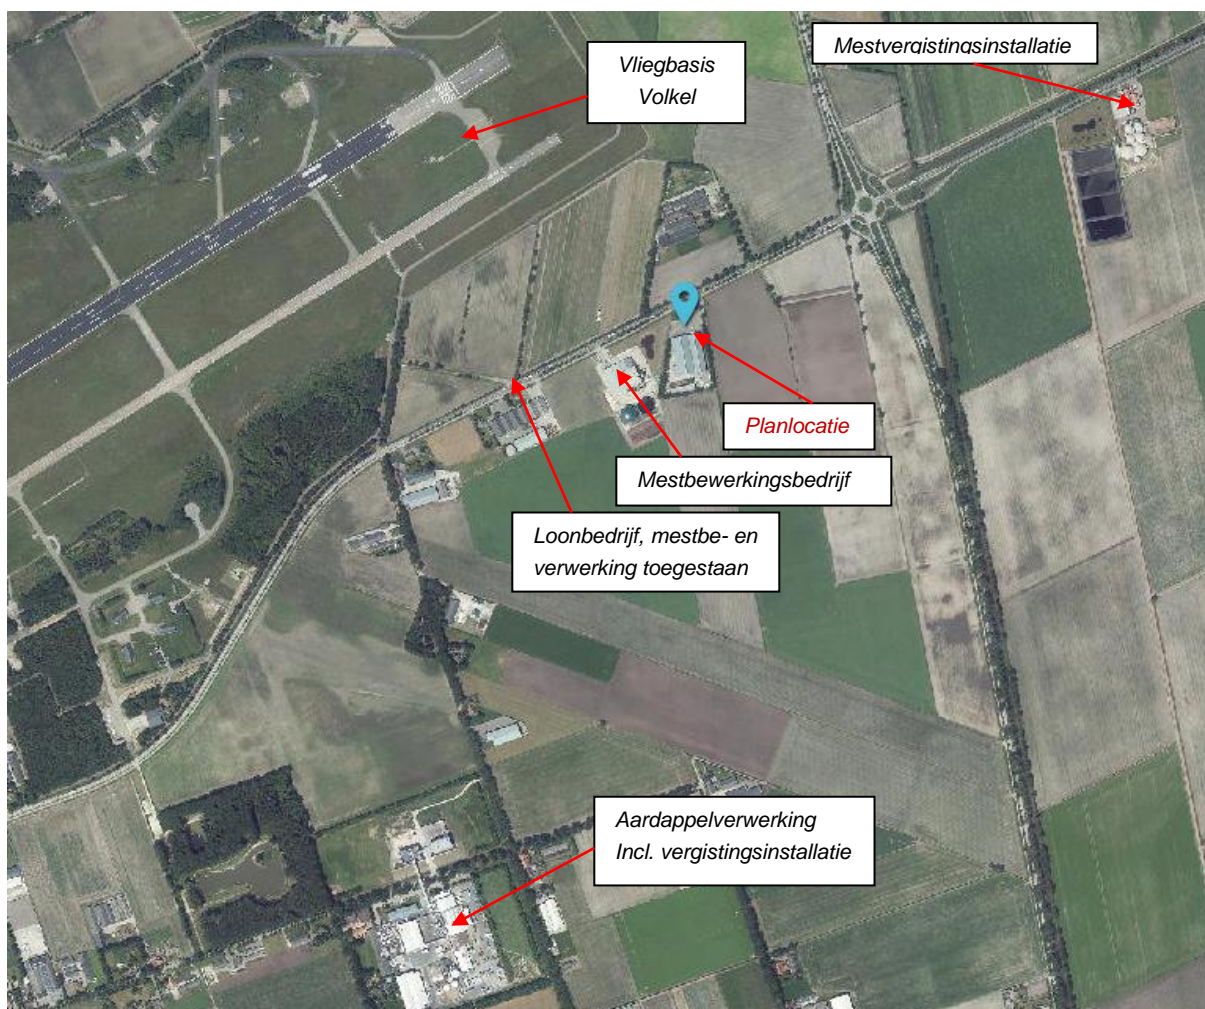 Mestvergistingsinstallatie
Vliegbasis
Volkel
Planlocatie
Mestbewerkingsbedrijf
Loonbedrijf, mestbe- en
verwerking toegestaan
Aardappelverwerking
Incl. vergistingsinstallatie